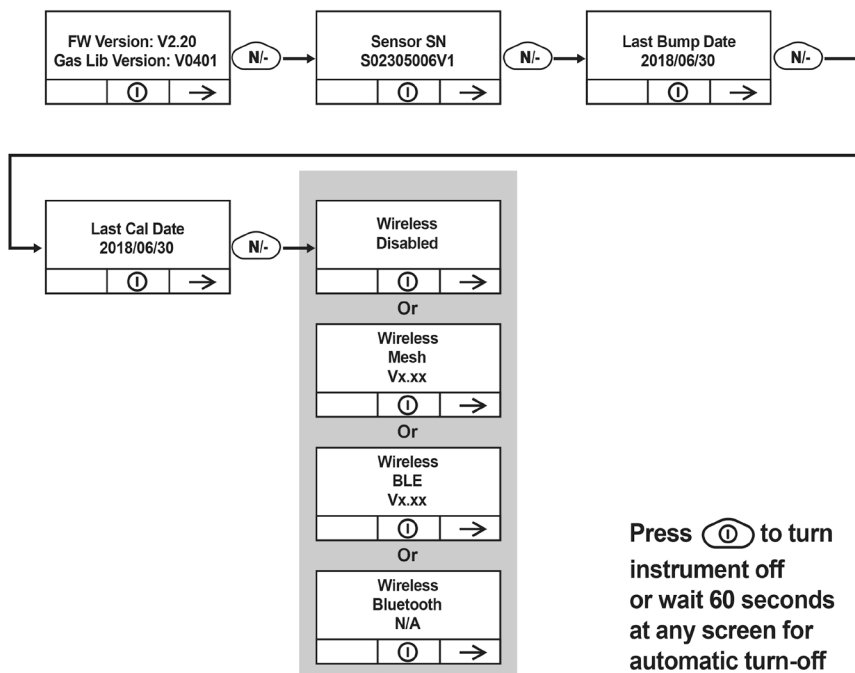 FW Version: V2.20
Gas Lib Version: V0401
N/-
Sensor SN
S02305006V1
N/-
Last Bump Date
2018/06/30
N/-
Last Cal Date
2018/06/30
N/-
Wireless
Disabled
Or
Wireless
Mesh
Vx.xx
Or
Wireless
BLE
Vx.xx
Or
Wireless
Bluetooth
N/A
Press to turn
instrument off
or wait 60 seconds
at any screen for
automatic turn-off